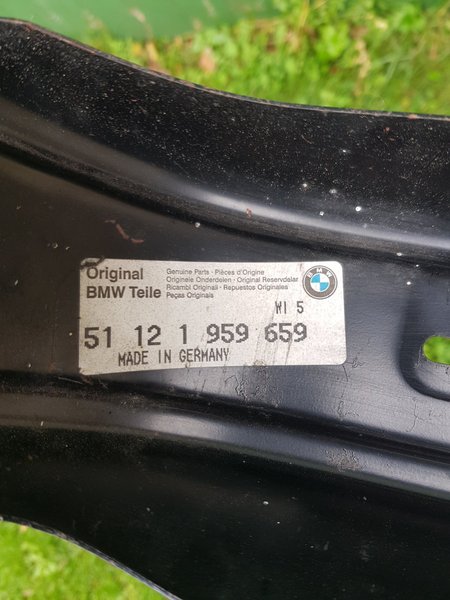 Original
BMW Teile
Genuine Parts · Pièces d'Origine
Originele Onderdelen · Original Reservdelar
Ricambi Originali · Repuestos Originales
Peças Originais
BMW
WI 5
51 12 1 959 659
MADE IN GERMANY